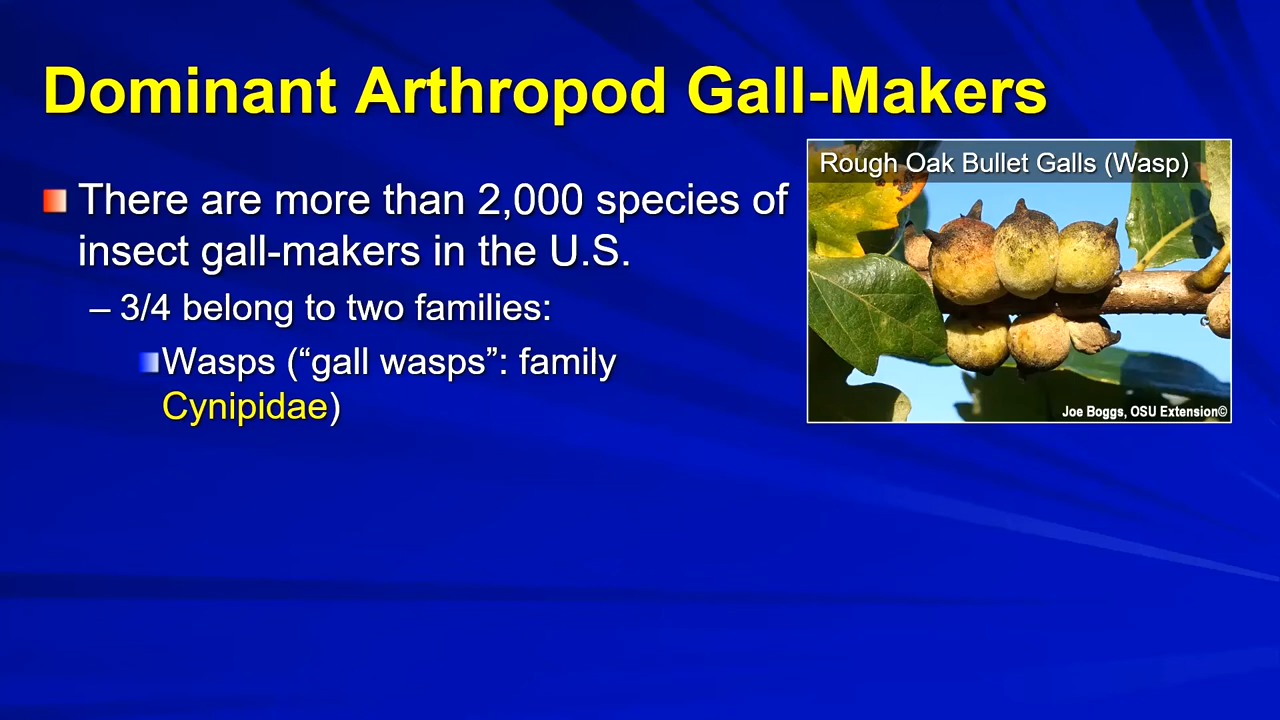 Dominant Arthropod Gall-Makers
There are more than 2,000 species of
insect gall-makers in the U.S.
– 3/4 belong to two families:
Wasps (“gall wasps”: family
Cynipidae)
Rough Oak Bullet Galls (Wasp)
Joe Boggs, OSU Extension©